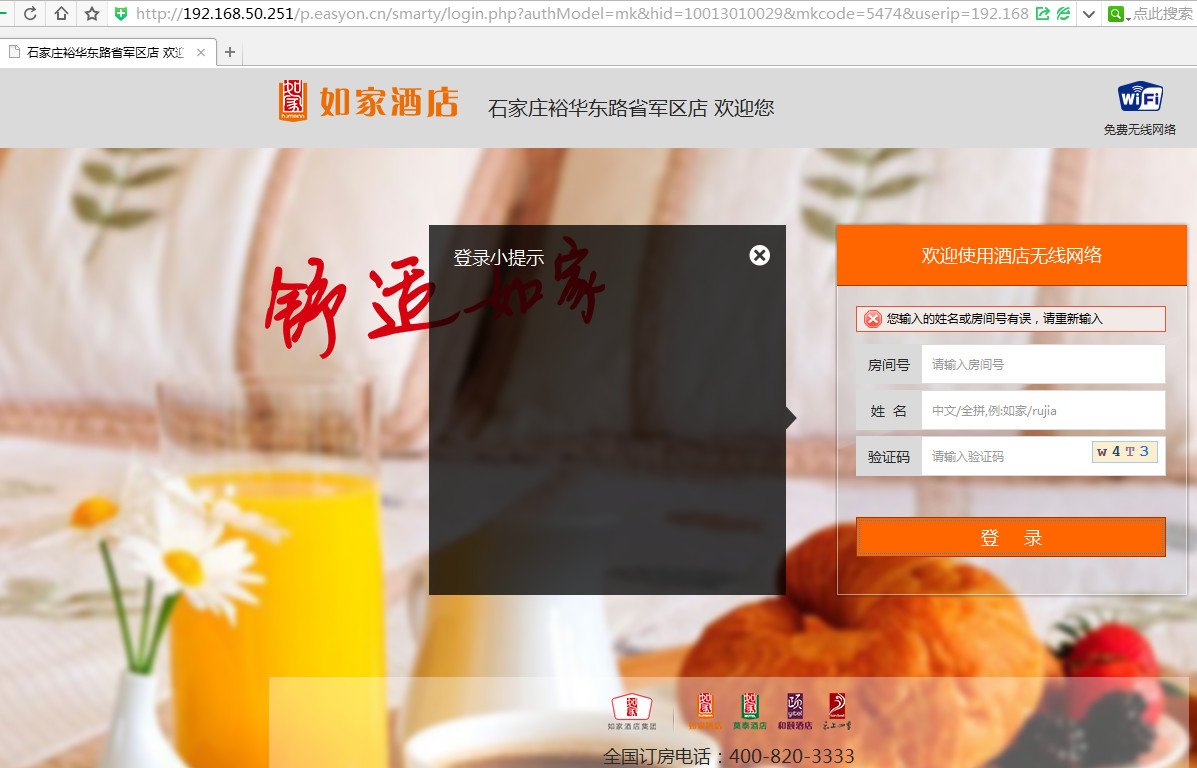 http://192.168.50.251/p.easyon.cn/smarty/login.php?authModel=mk&hid=10013010029&mkcode=5474&userip=192.168
点此搜索
石家庄裕华东路省军区店 欢迎
如家
HOMEINN
如家酒店
石家庄裕华东路省军区店 欢迎您
WiFi
免费无线网络
舒适如家
登录小提示
欢迎使用酒店无线网络
您输入的姓名或房间号有误，请重新输入
房间号
请输入房间号
姓 名
中文/全拼,例:如家/rujia
验证码
请输入验证码
w4T3
登 录
如家酒店集团
如家酒店
莫泰酒店
和颐酒店
全国订房电话：400-820-3333